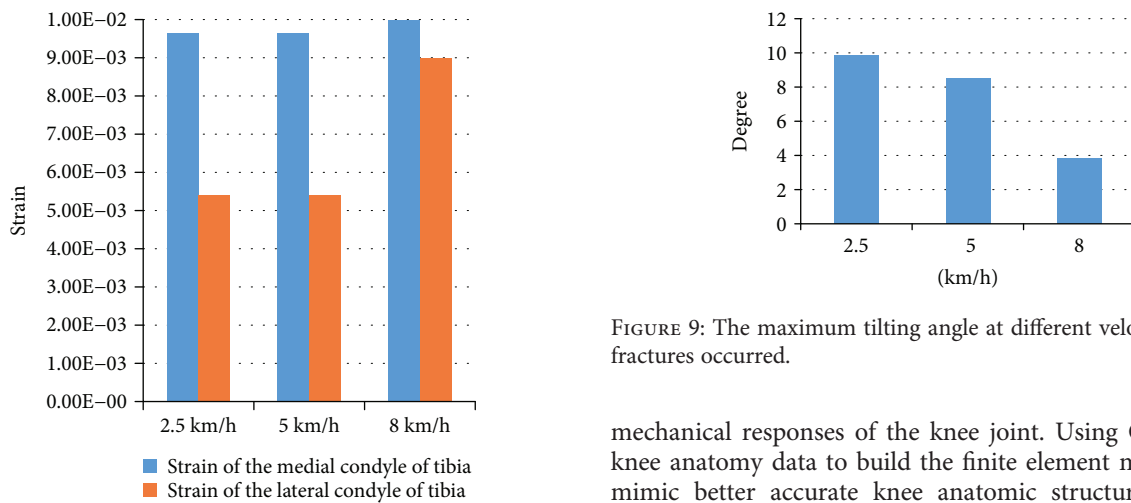 1.00E–02
9.00E–03
8.00E–03
7.00E–03
6.00E–03
5.00E–03
4.00E–03
3.00E–03
2.00E–03
1.00E–03
0.00E–00
Strain
2.5 km/h 5 km/h 8 km/h
Strain of the medial condyle of tibia
Strain of the lateral condyle of tibia
12
10
8
6
4
2
0
Degree
2.5 5 8
(km/h)
FIGURE 9: The maximum tilting angle at different
fractures occurred.
mechanical responses of the knee joint. Using
knee anatomy data to build the finite element
mimic better accurate knee anatomic